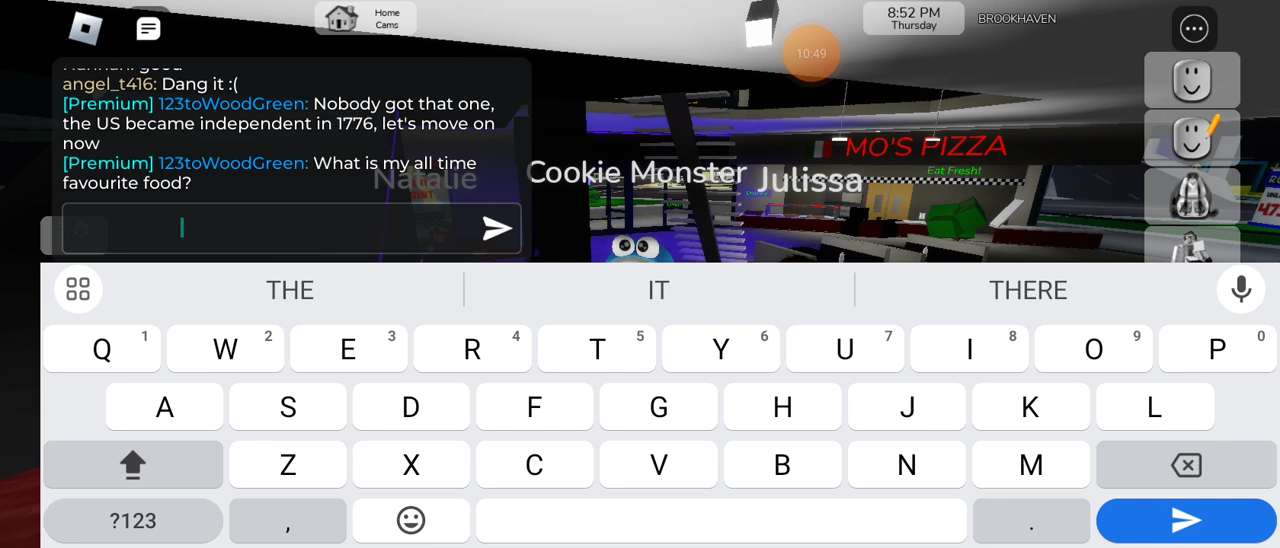 Home
Cams
8:52 PM
Thursday
BROOKHAVEN
10:49
Hannah: good
angel_t416: Dang it :(
[Premium] 123toWoodGreen: Nobody got that one,
the US became independent in 1776, let's move on
now
[Premium] 123toWoodGreen: What is my all time
favourite food?
Natalie
Cookie Monster
Julissa
MO'S PIZZA
Eat Fresh!
THE IT THERE
Q 1 W 2 E 3 R 4 T 5 Y 6 U 7 I 8 O 9 P 0
A S D F G H J K L
Z X C V B N M
?123 , .